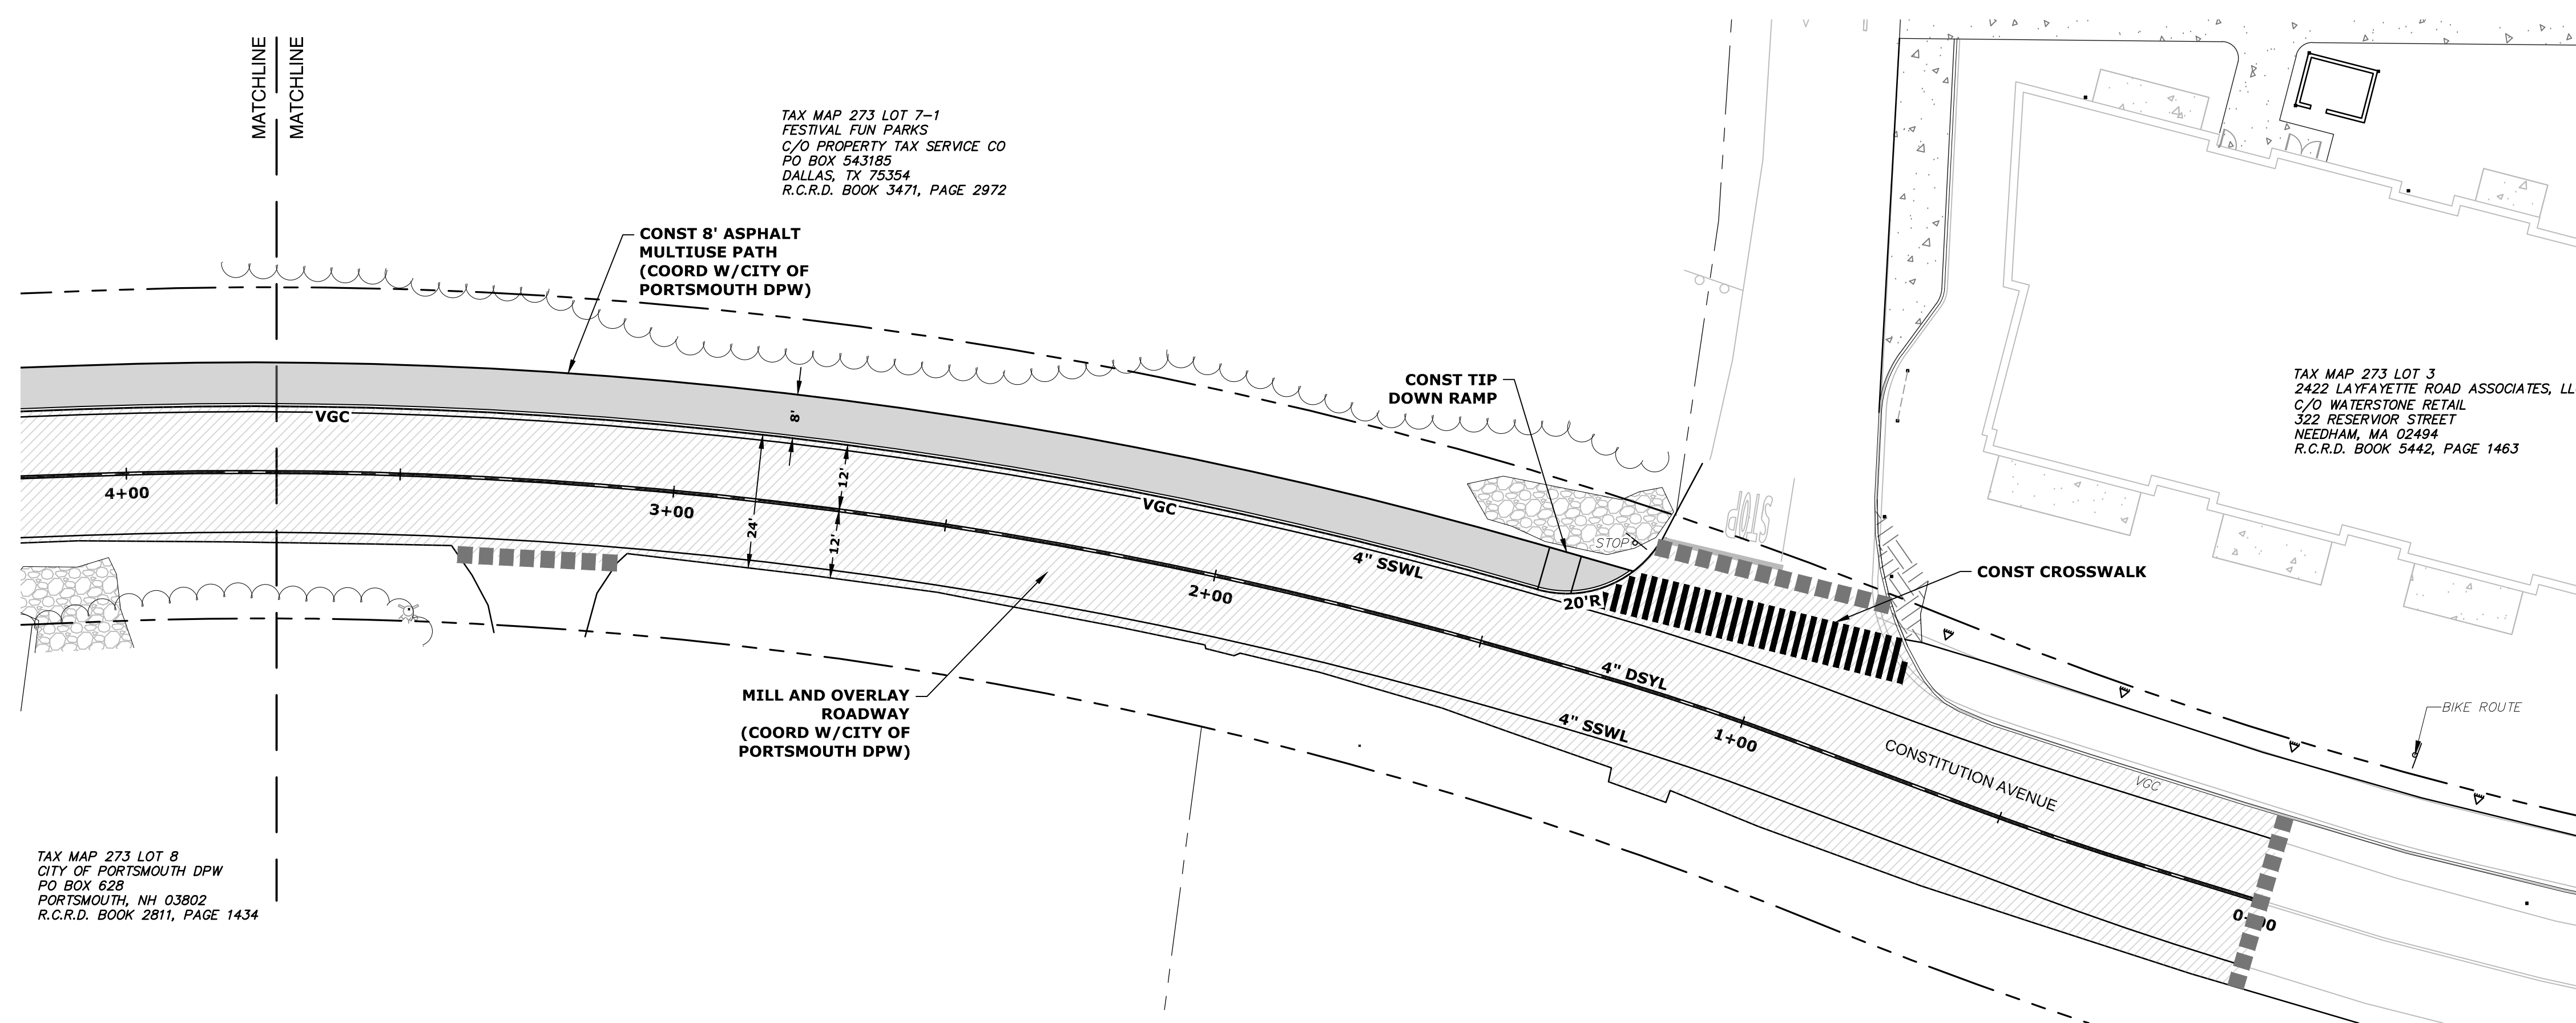 MATCHLINE
MATCHLINE
TAX MAP 273 LOT 7-1
FESTIVAL FUN PARKS
C/O PROPERTY TAX SERVICE CO
PO BOX 543185
DALLAS, TX 75354
R.C.R.D. BOOK 3471, PAGE 2972
CONST 8' ASPHALT
MULTIUSE PATH
(COORD W/CITY OF
PORTSMOUTH DPW)
CONST TIP
DOWN RAMP
TAX MAP 273 LOT 3
2422 LAYFAYETTE ROAD ASSOCIATES, LL
C/O WATERSTONE RETAIL
322 RESERVIOR STREET
NEEDHAM, MA 02494
R.C.R.D. BOOK 5442, PAGE 1463
VGC
8'
12'
24'
12'
4+00
3+00
VGC
4" SSWL
STOP
STOP
20'R
2+00
CONST CROSSWALK
4" DSYL
4" SSWL
1+00
CONSTITUTION AVENUE
VGC
BIKE ROUTE
MILL AND OVERLAY
ROADWAY
(COORD W/CITY OF
PORTSMOUTH DPW)
TAX MAP 273 LOT 8
CITY OF PORTSMOUTH DPW
PO BOX 628
PORTSMOUTH, NH 03802
R.C.R.D. BOOK 2811, PAGE 1434